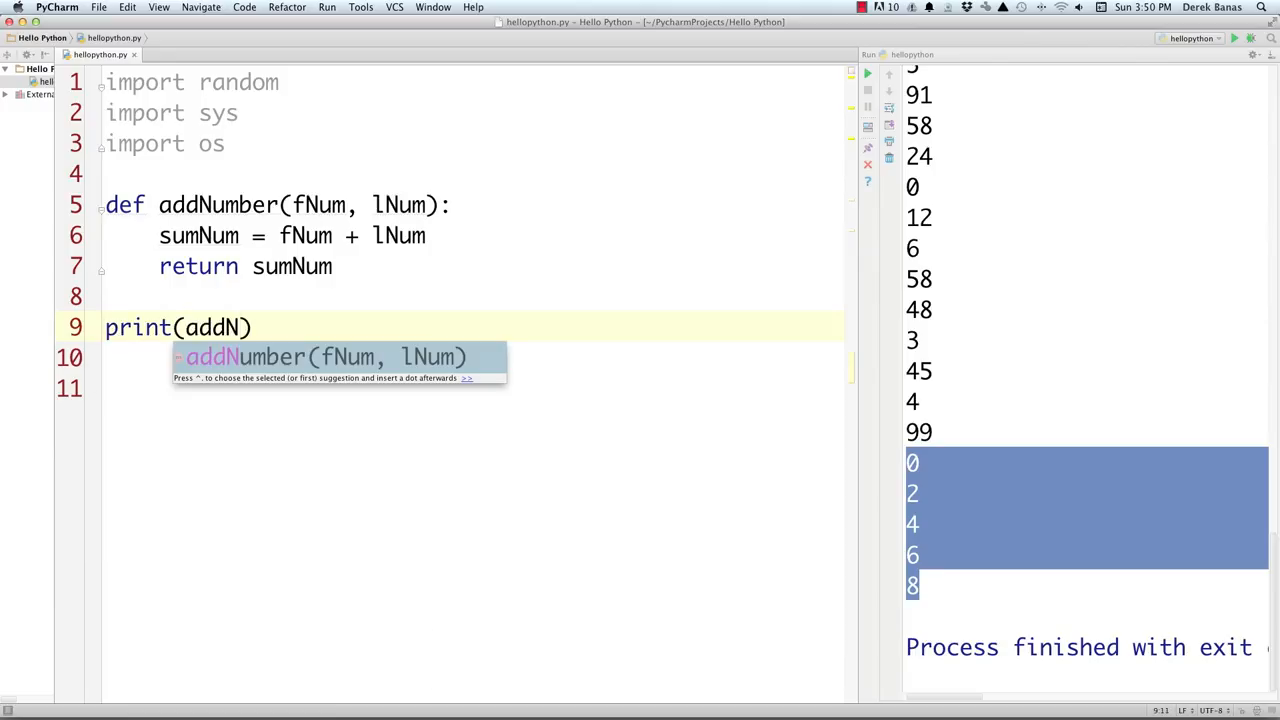 PyCharm File Edit View Navigate Code Refactor Run Tools VCS Window Help 10 Sun 3:50 PM Derek Banas
hellopython.py – Hello Python – [~/PycharmProjects/Hello Python]
Hello Python hellopython.py hellopython
hellopython.py Run hellopython
Hello P
hell
Extern
1 import random
2 import sys
3 import os
4
5 def addNumber(fNum, lNum):
6 sumNum = fNum + lNum
7 return sumNum
8
9 print(addN)
addNumber(fNum, lNum)
Press ^. to choose the selected (or first) suggestion and insert a dot afterwards >>
10
11
91
58
24
0
12
6
58
48
3
45
4
99
0
2
4
6
8
Process finished with exit
9:11 LF UTF-8